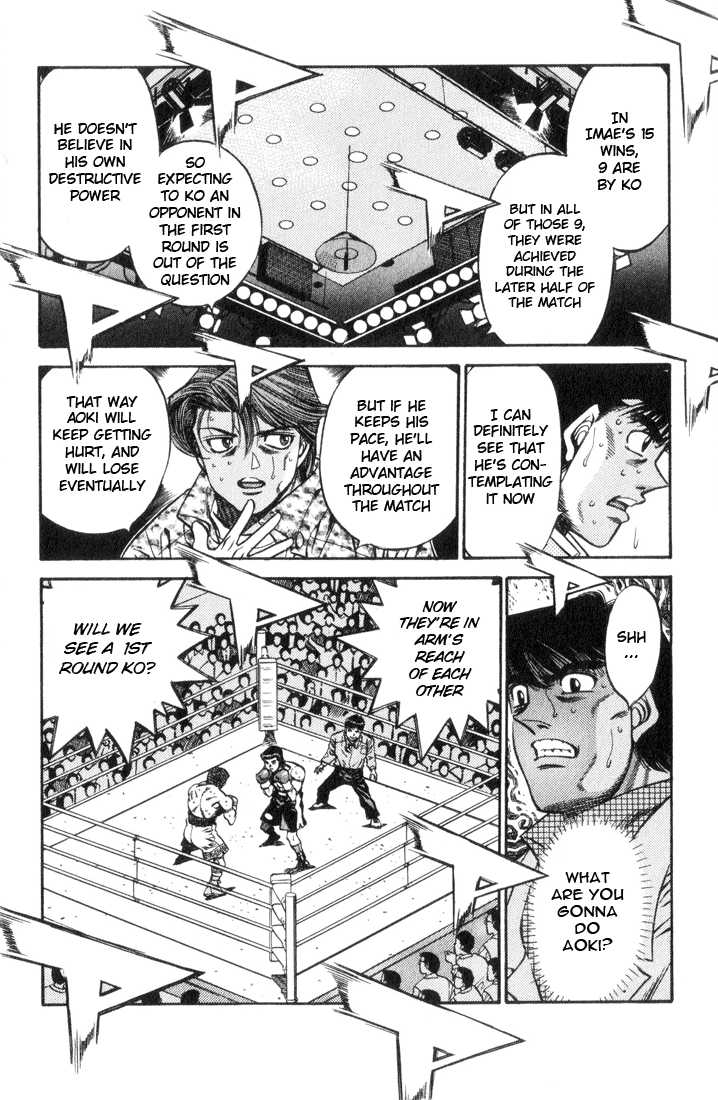 IN
IMAE'S 15
WINS,
9 ARE
BY KO
BUT IN ALL
OF THOSE 9,
THEY WERE
ACHIEVED
DURING THE
LATER HALF
OF THE MATCH
SO
EXPECTING
TO KO AN
OPPONENT IN
THE FIRST
ROUND IS
OUT OF THE
QUESTION
HE DOESN'T
BELIEVE IN
HIS OWN
DESTRUCTIVE
POWER
I CAN
DEFINITELY
SEE THAT
HE'S CON-
TEMPLATING
IT NOW
BUT IF HE
KEEPS HIS
PACE, HE'LL
HAVE AN
ADVANTAGE
THROUGHOUT
THE MATCH
THAT WAY
AOKI WILL
KEEP GETTING
HURT, AND
WILL LOSE
EVENTUALLY
SHH
...
WHAT
ARE YOU
GONNA
DO
AOKI?
NOW
THEY'RE IN
ARM'S
REACH
OF EACH
OTHER
WILL WE
SEE A 1ST
ROUND KO?